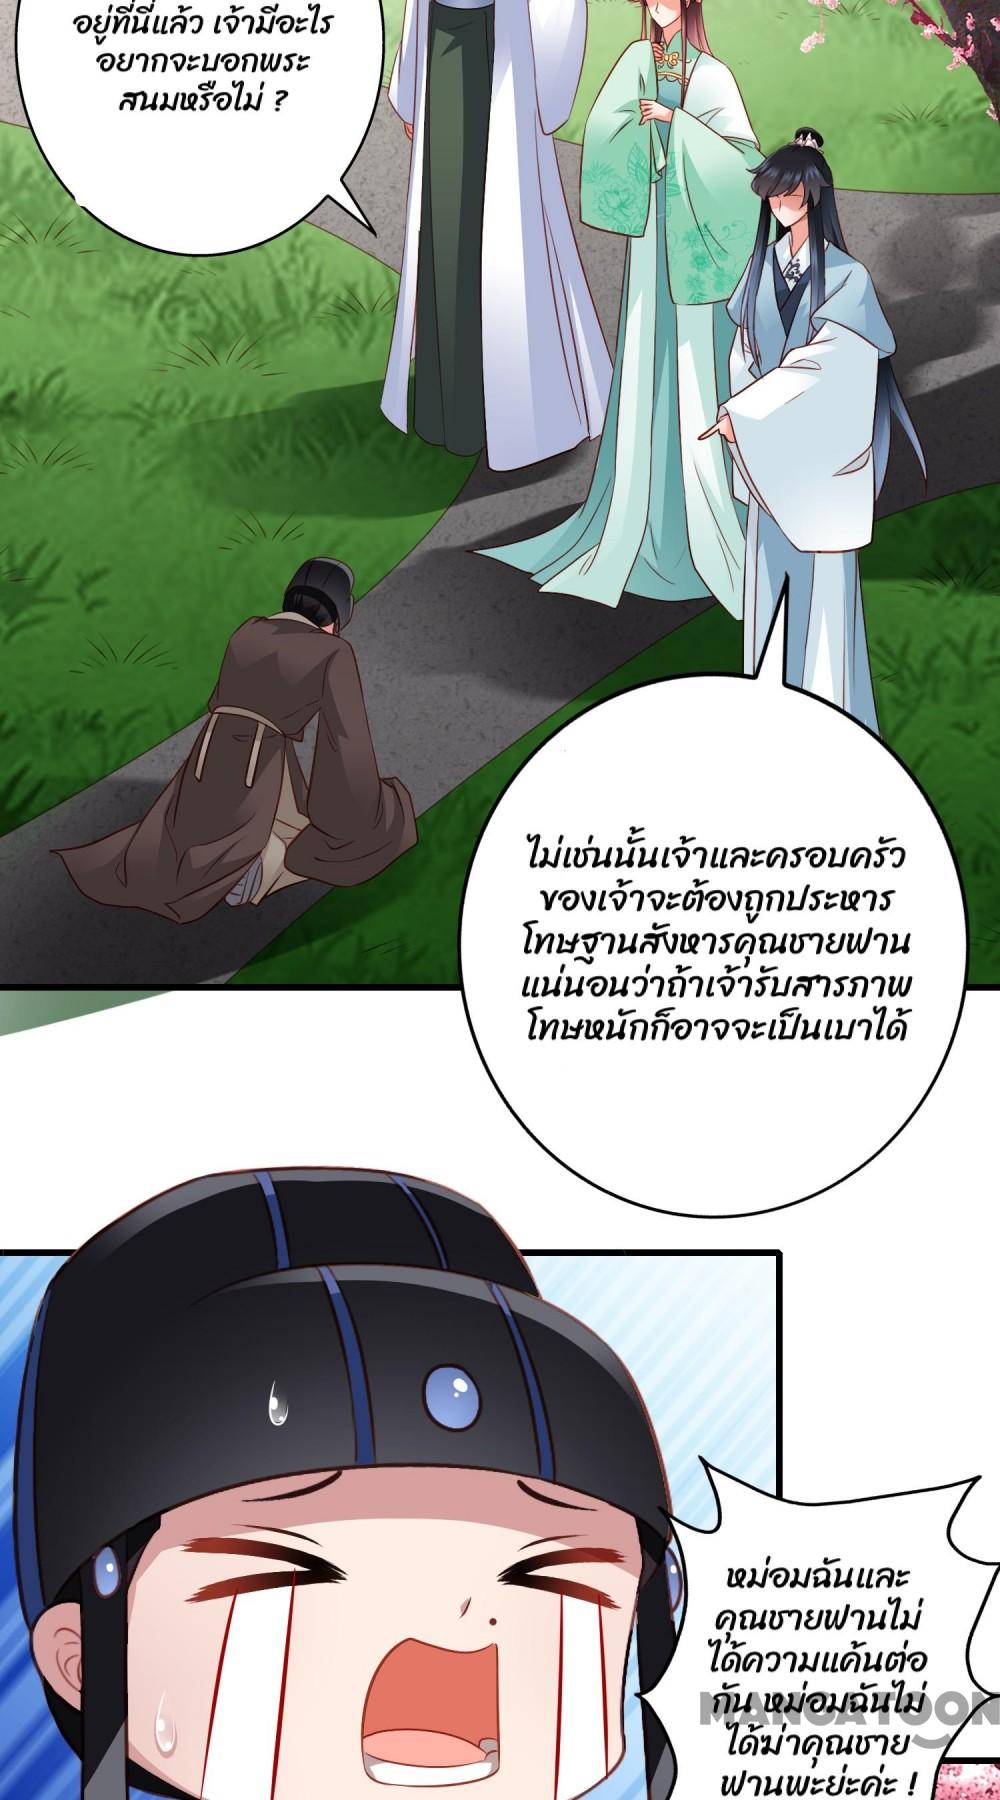 อยู่ที่นี่แล้ว เจ้ามีอะไร
อยากจะบอกพระ
สนมหรือไม่ ?
ไม่เช่นนั้นเจ้าและครอบครัว
ของเจ้าจะต้องถูกประหาร
โทษฐานสังหารคุณชายฟาน
แน่นอนว่าถ้าเจ้ารับสารภาพ
โทษหนักก็อาจจะเป็นเบาได้
หม่อมฉันและ
คุณชายฟานไม่
ได้ความแค้นต่อ
กัน หม่อมฉันไม่
ได้ฆ่าคุณชาย
ฟานพะย่ะค่ะ !
MANGATOON